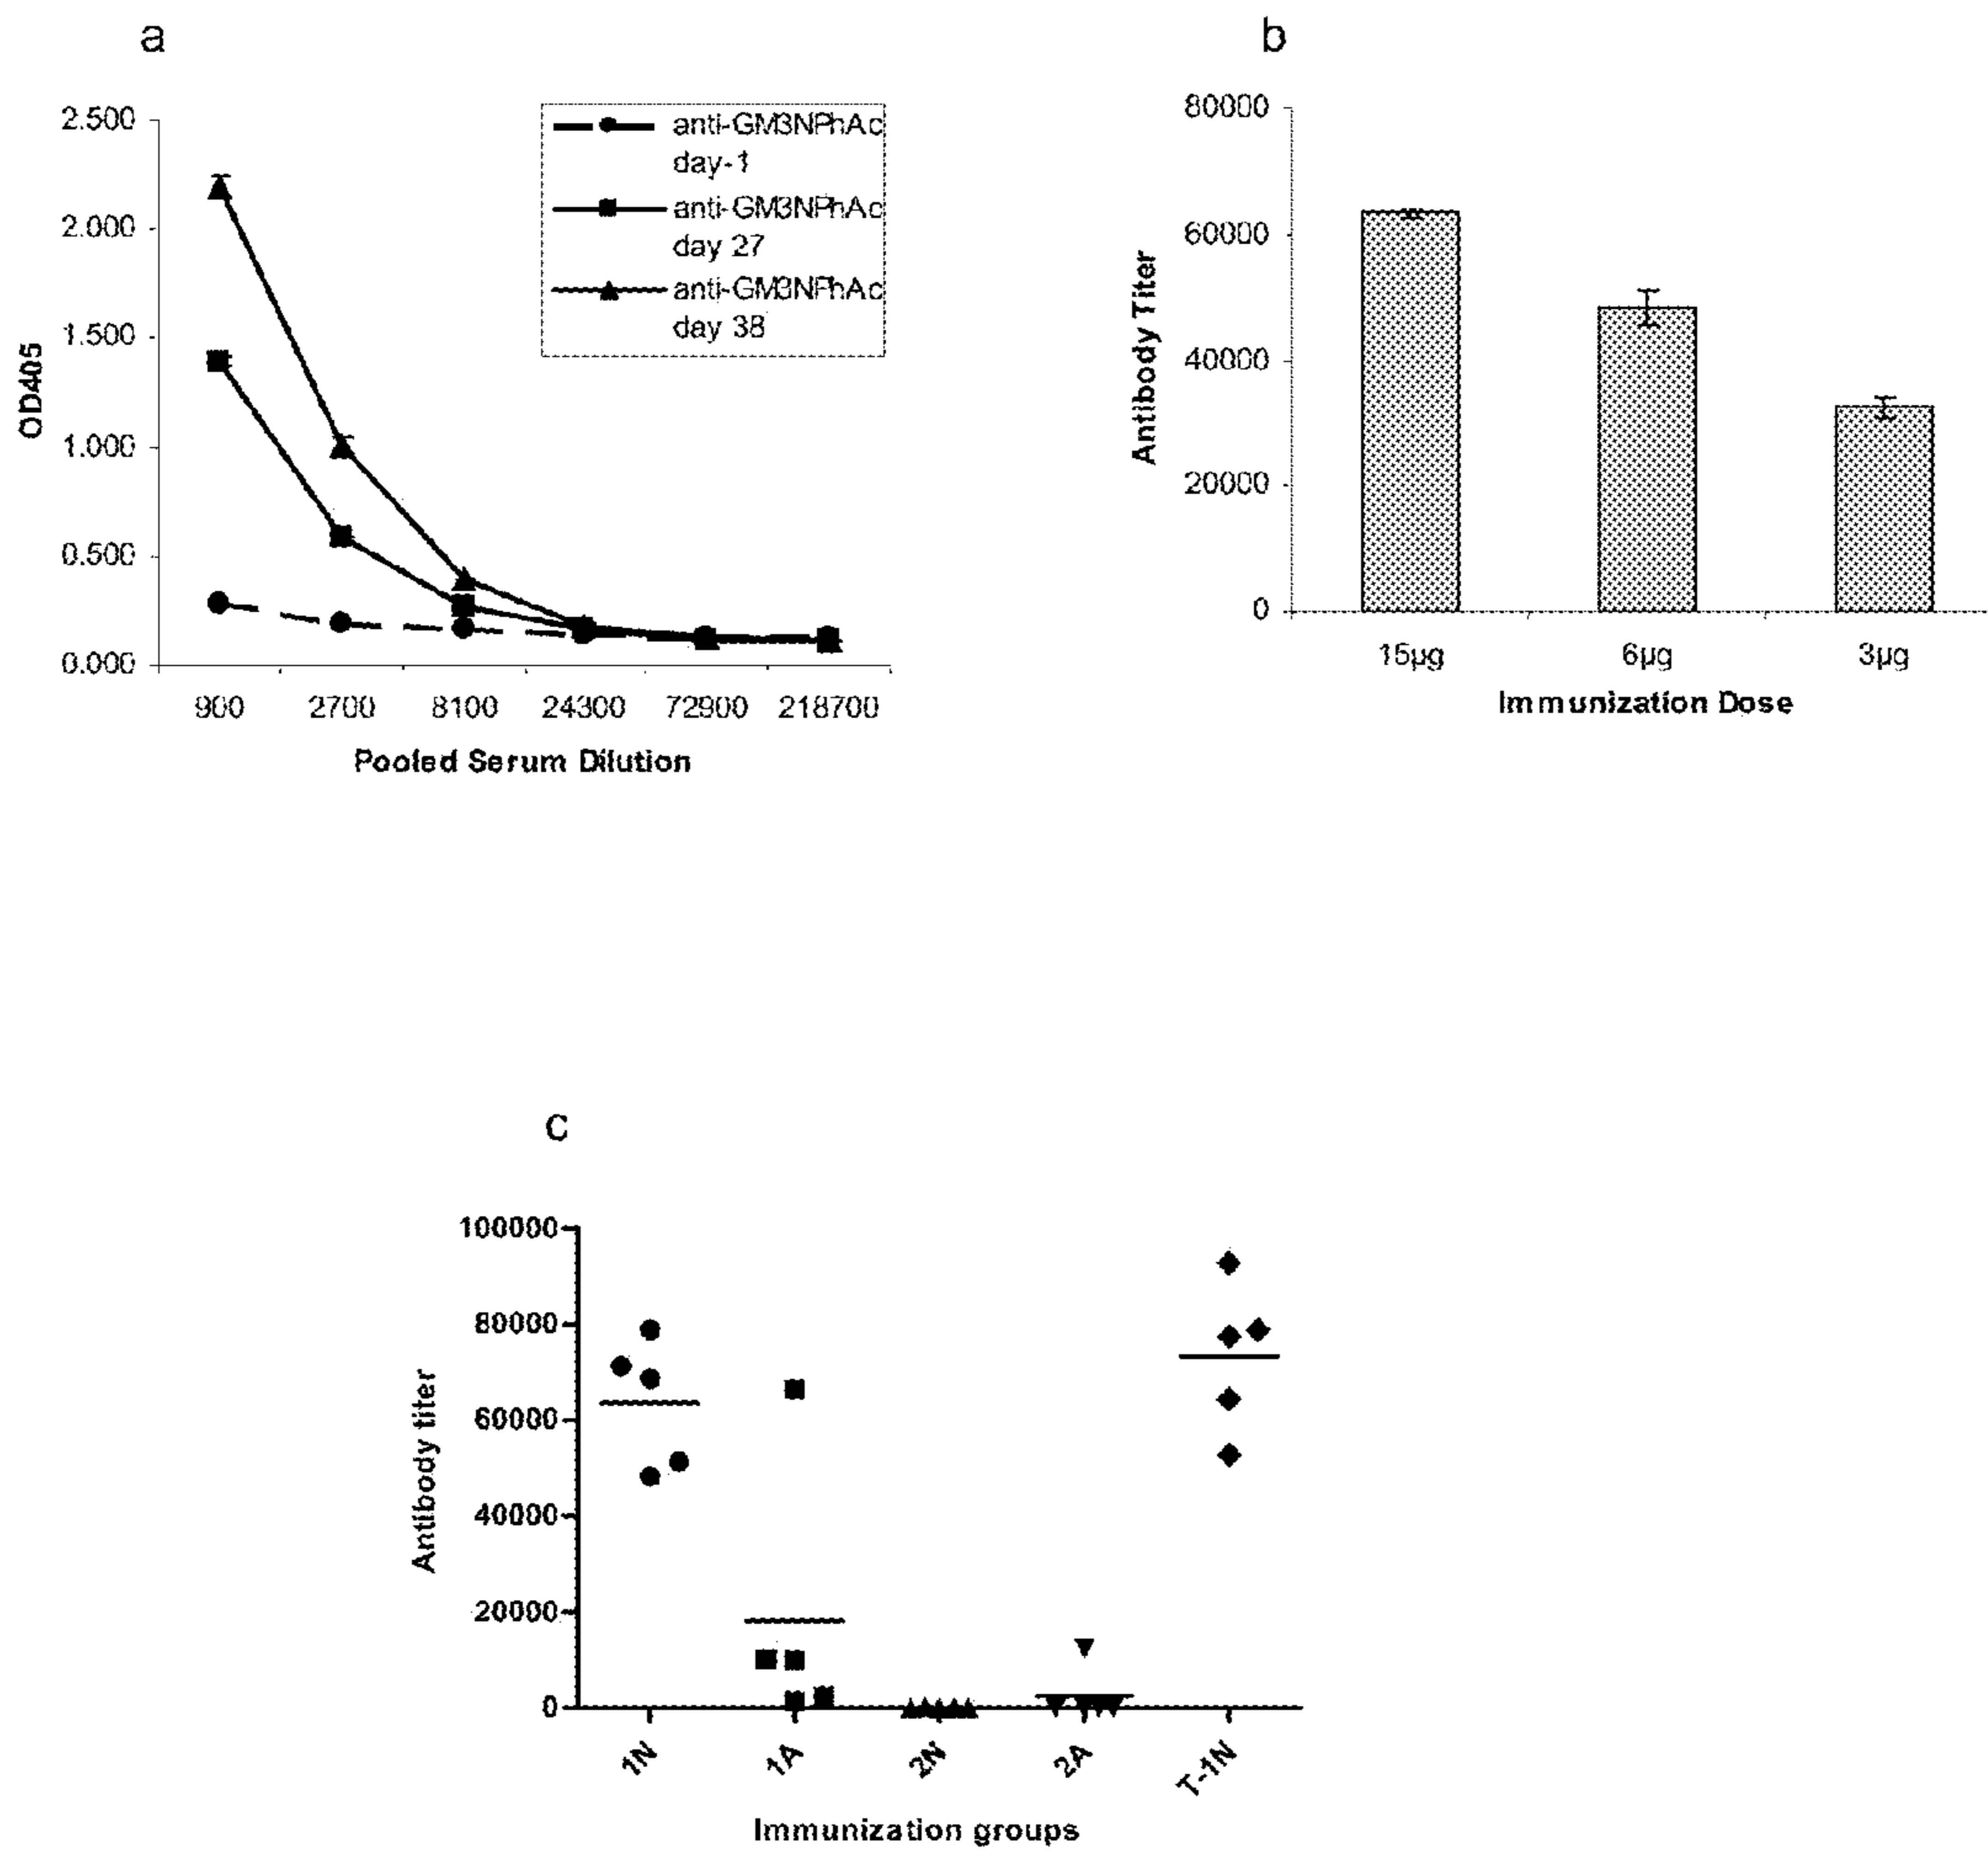 a
2.500
2.000
1.500
1.000
0.500
0.000
OD405
anti-GM3NPhAc
day-1
anti-GM3NPhAc
day 27
anti-GM3NPhAc
day 38
900 2700 8100 24300 72900 218700
Pooled Serum Dilution
b
80000
60000
40000
20000
0
Antibody Titer
15µg 6µg 3µg
Immunization Dose
c
100000
80000
60000
40000
20000
0
Antibody titer
1N 1A 2N 2A T-1N
Immunization groups